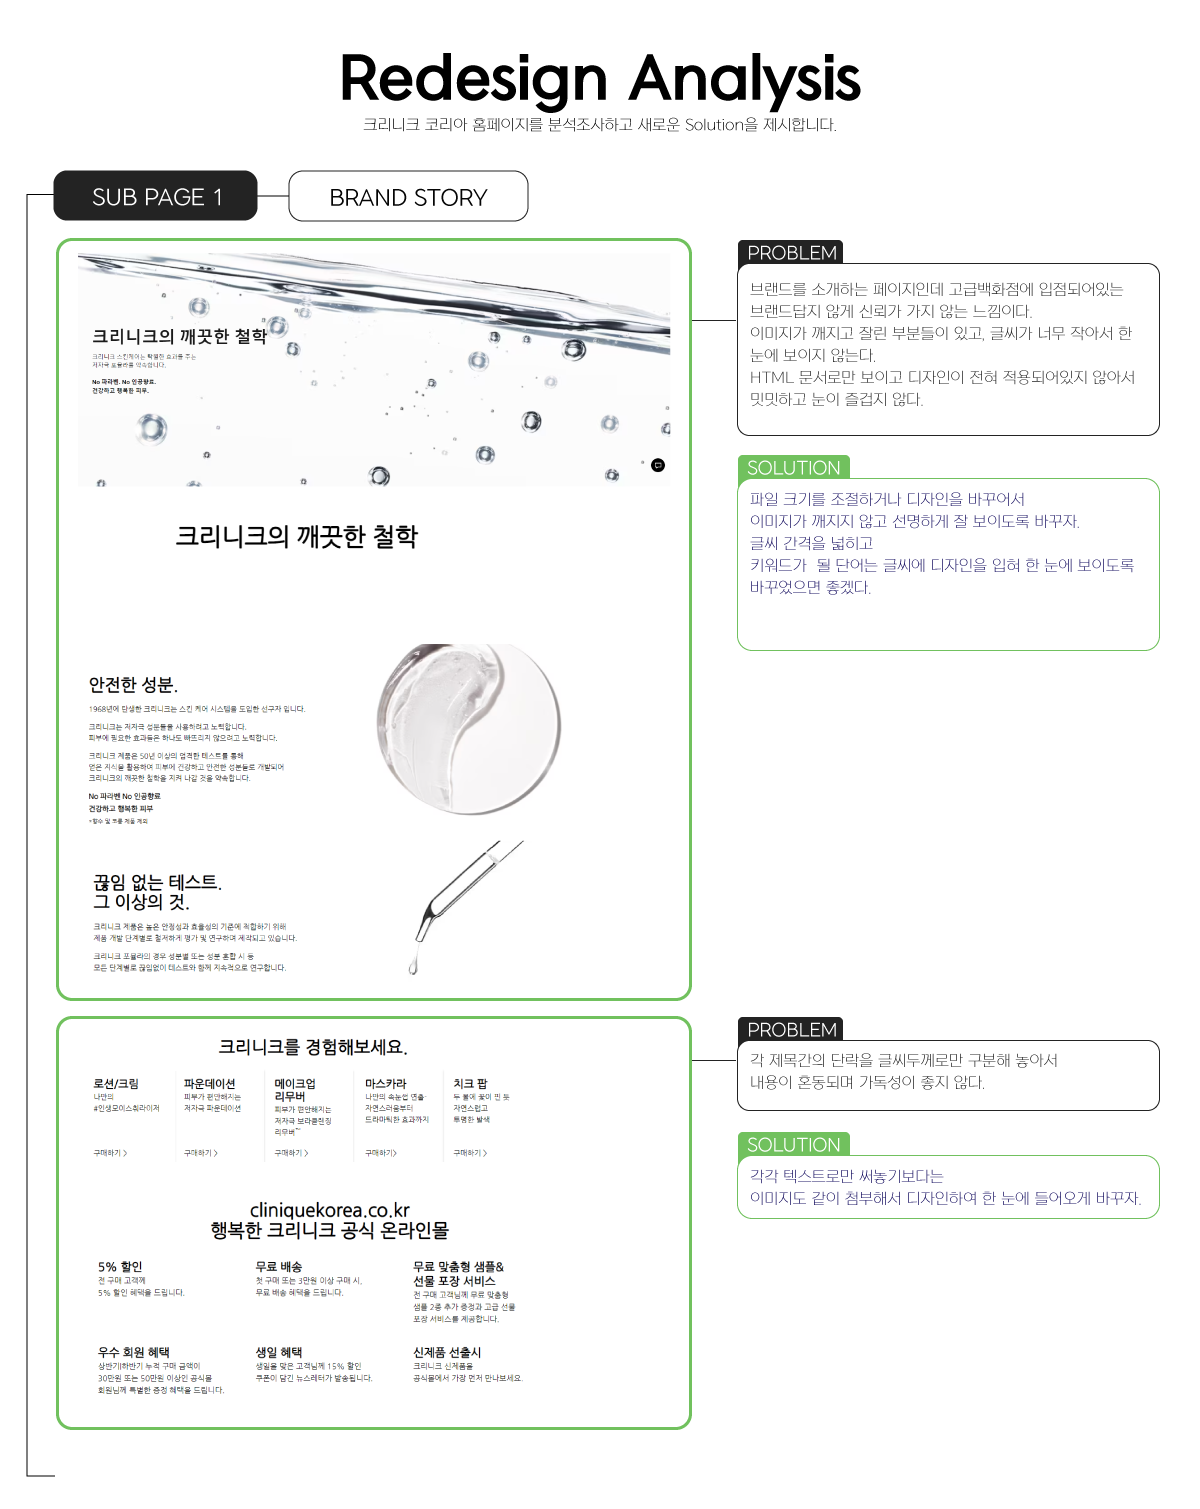 Redesign Analysis
크리니크 코리아 홈페이지를 분석조사하고 새로운 Solution을 제시합니다.
SUB PAGE 1
BRAND STORY
크리니크의 깨끗한 철학
크리니크 스킨케어는 탁월한 효과를 주는
저자극 포뮬라를 약속합니다.
No 파라벤. No 인공향료.
건강하고 행복한 피부.
크리니크의 깨끗한 철학
안전한 성분.
1968년에 탄생한 크리니크는 스킨 케어 시스템을 도입한 선구자 입니다.
크리니크는 저자극 성분들을 사용하려고 노력합니다.
피부에 필요한 효과들은 하나도 빠뜨리지 않으려고 노력합니다.
크리니크 제품은 50년 이상의 엄격한 테스트를 통해
얻은 지식을 활용하여 피부에 건강하고 안전한 성분들로 개발되어
크리니크의 깨끗한 철학을 지켜 나갈 것을 약속합니다.
No 파라벤 No 인공향료
건강하고 행복한 피부
*향수 및 프롬 제품 제외
끊임 없는 테스트.
그 이상의 것.
크리니크 제품은 높은 안정성과 효율성의 기준에 적합하기 위해
제품 개발 단계별로 철저하게 평가 및 연구하며 제작되고 있습니다.
크리니크 포뮬라의 경우 성분별 또는 성분 혼합 시 등
모든 단계별로 끊임없이 테스트와 함께 지속적으로 연구합니다.
PROBLEM
브랜드를 소개하는 페이지인데 고급백화점에 입점되어있는
브랜드답지 않게 신뢰가 가지 않는 느낌이다.
이미지가 깨지고 잘린 부분들이 있고, 글씨가 너무 작아서 한
눈에 보이지 않는다.
HTML 문서로만 보이고 디자인이 전혀 적용되어있지 않아서
밋밋하고 눈이 즐겁지 않다.
SOLUTION
파일 크기를 조절하거나 디자인을 바꾸어서
이미지가 깨지지 않고 선명하게 잘 보이도록 바꾸자.
글씨 간격을 넓히고
키워드가 될 단어는 글씨에 디자인을 입혀 한 눈에 보이도록
바꾸었으면 좋겠다.
크리니크를 경험해보세요.
로션/크림
나만의
#인생모이스춰라이저
구매하기 >
파운데이션
피부가 편안해지는
저자극 파운데이션
구매하기 >
메이크업
리무버
피부가 편안해지는
저자극 보라클렌징
리무버™
구매하기 >
마스카라
나만의 속눈썹 연출-
자연스러움부터
드라마틱한 효과까지
구매하기>
치크 팝
두 볼에 꽃이 핀 듯
자연스럽고
투명한 발색
구매하기 >
cliniquekorea.co.kr
행복한 크리니크 공식 온라인몰
5% 할인
전 구매 고객께
5% 할인 혜택을 드립니다.
무료 배송
첫 구매 또는 3만원 이상 구매 시,
무료 배송 혜택을 드립니다.
무료 맞춤형 샘플&
선물 포장 서비스
전 구매 고객님께 무료 맞춤형
샘플 2종 추가 증정과 고급 선물
포장 서비스를 제공합니다.
우수 회원 혜택
상반기|하반기 누적 구매 금액이
30만원 또는 50만원 이상인 공식몰
회원님께 특별한 증정 혜택을 드립니다.
생일 혜택
생일을 맞은 고객님께 15% 할인
쿠폰이 담긴 뉴스레터가 발송됩니다.
신제품 선출시
크리니크 신제품을
공식몰에서 가장 먼저 만나보세요.
PROBLEM
각 제목간의 단락을 글씨두께로만 구분해 놓아서
내용이 혼동되며 가독성이 좋지 않다.
SOLUTION
각각 텍스트로만 써놓기보다는
이미지도 같이 첨부해서 디자인하여 한 눈에 들어오게 바꾸자.